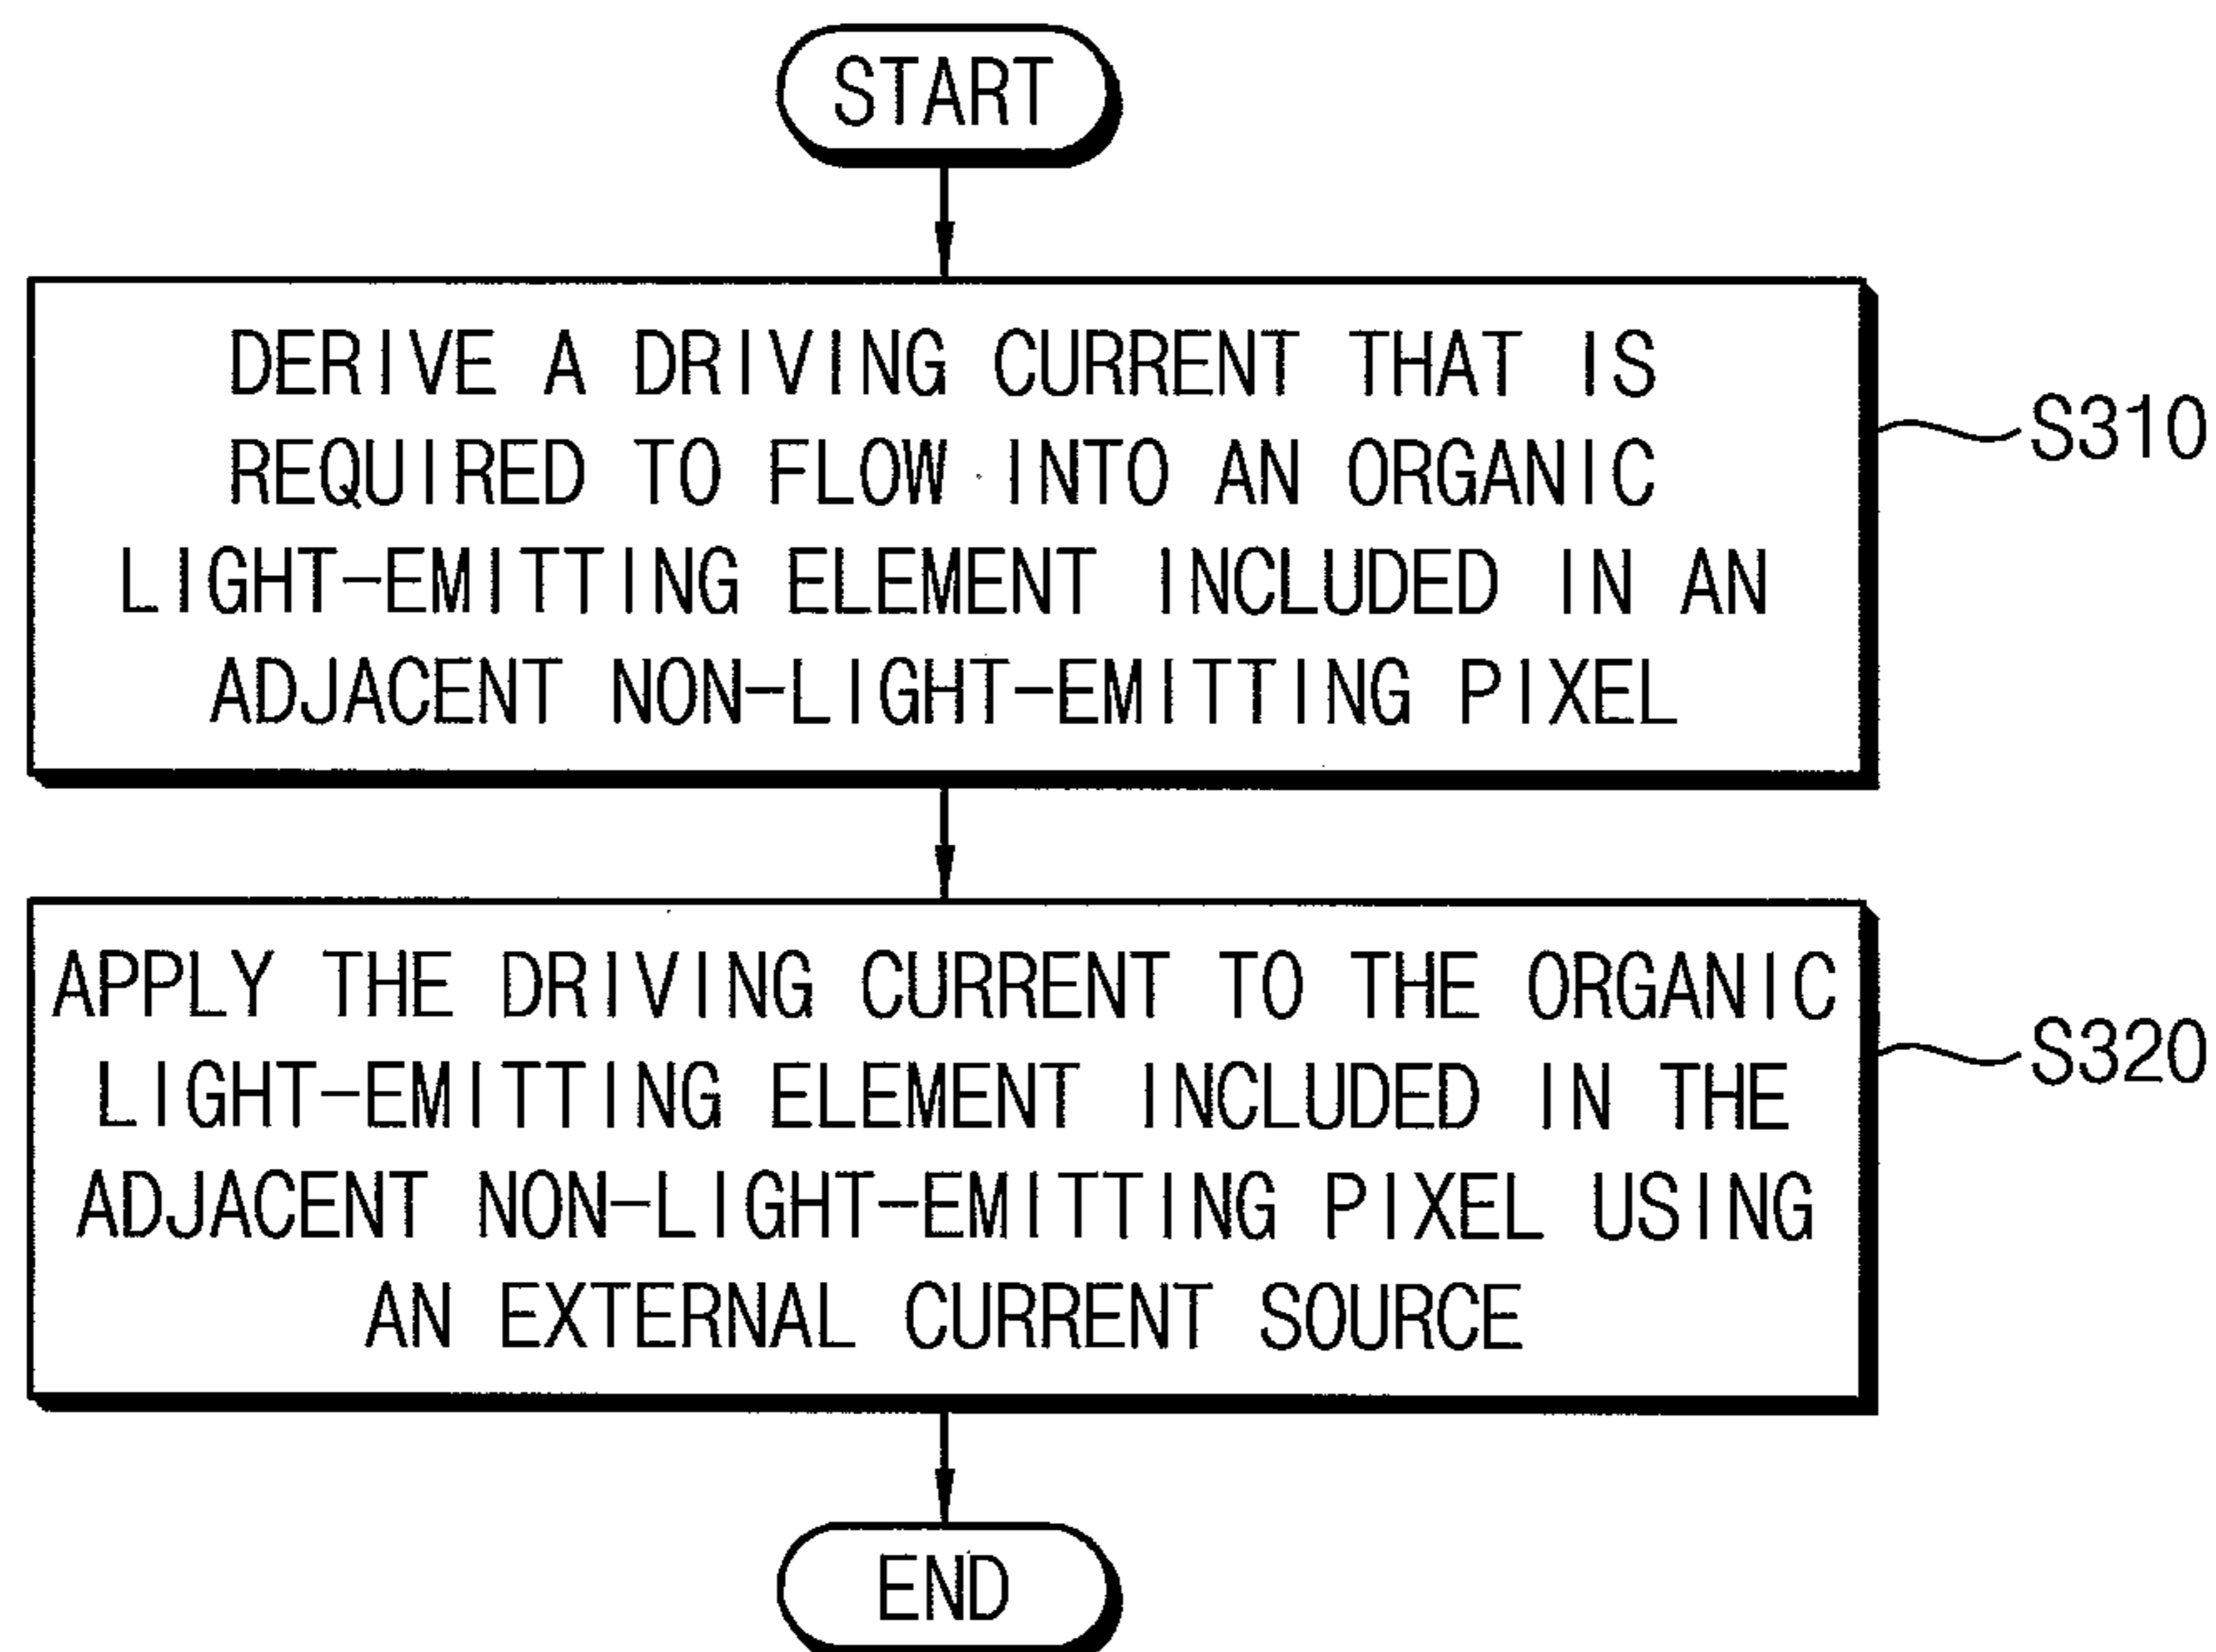 START
DERIVE A DRIVING CURRENT THAT IS
REQUIRED TO FLOW INTO AN ORGANIC
LIGHT-EMITTING ELEMENT INCLUDED IN AN
ADJACENT NON-LIGHT-EMITTING PIXEL
S310
APPLY THE DRIVING CURRENT TO THE ORGANIC
LIGHT-EMITTING ELEMENT INCLUDED IN THE
ADJACENT NON-LIGHT-EMITTING PIXEL USING
AN EXTERNAL CURRENT SOURCE
S320
END